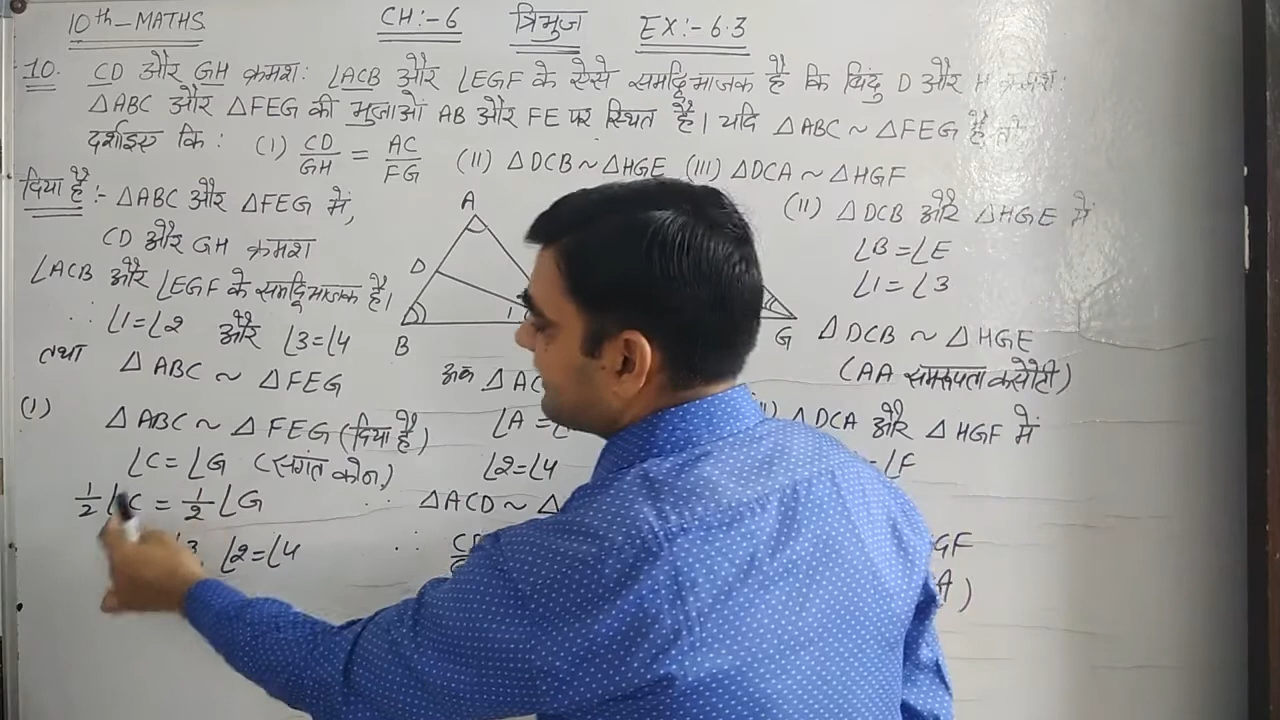 10th-MATHS
CH:-6
त्रिभुज
EX:-6.3
10. CD और GH क्रमश: ∠ACB और ∠EGF के ऐसे समद्विभाजक है कि बिंदु D और H क्रमश:
△ABC और △FEG की भुजाओं AB और FE पर स्थित है। यदि △ABC ~ △FEG है तो
दर्शाइए कि : (I) CD/GH = AC/FG (II) △DCB ~ △HGE (III) △DCA ~ △HGF
दिया है:- △ABC और △FEG में,
CD और GH क्रमश
∠ACB और ∠EGF के समद्विभाजक है।
∴ ∠1=∠2 और ∠3=∠4
तथा △ABC ~ △FEG
(I) △ABC ~ △FEG (दिया है)
∠C = ∠G (संगत कोन)
1/2 ∠C = 1/2 ∠G
∠2=∠4
A
D
B
1
G
अब △AC
∠A =
∠2=∠4
△ACD ~ △
∴
(II) △DCB और △HGE में
∠B = ∠E
∠1 = ∠3
△DCB ~ △HGE
(AA समरूपता कसौटी)
△DCA और △HGF में
= ∠F
GF
A)